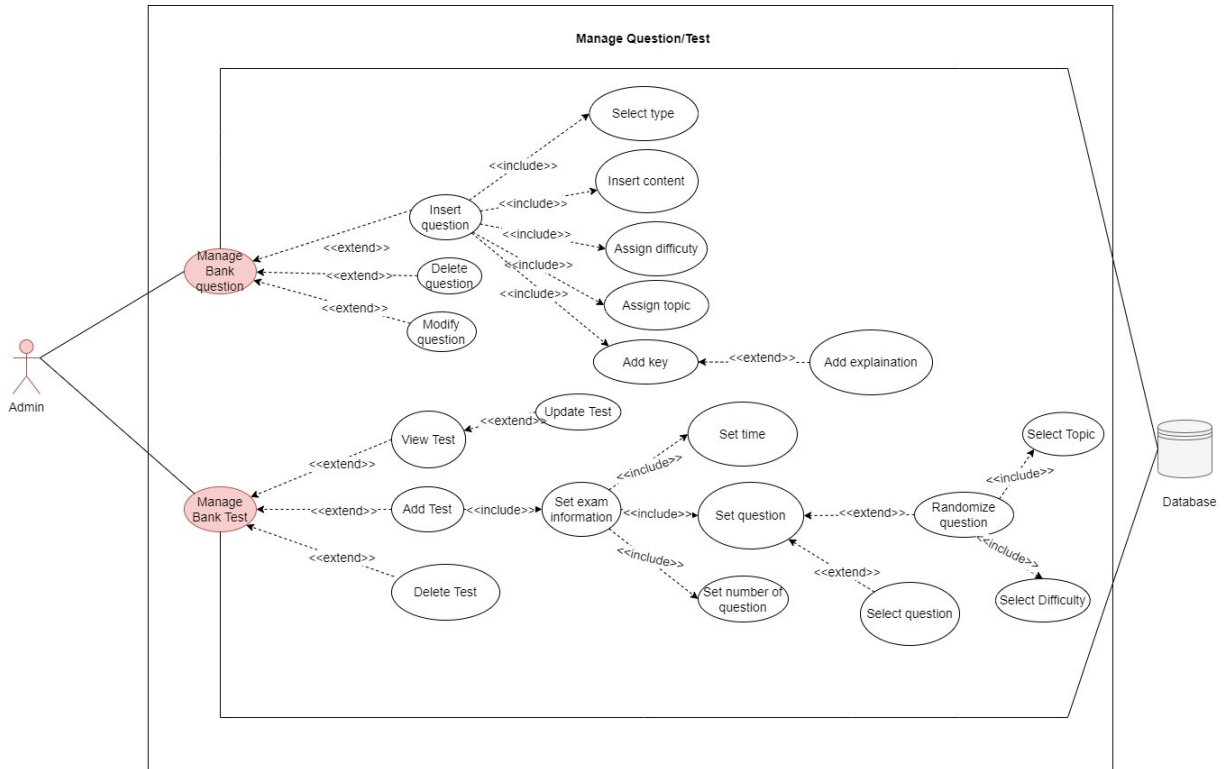 Manage Question/Test
Select type
<<include>>
Insert content
Insert
question
<<include>>
<<include>>
Assign difficuty
<<extend>>
Manage
Bank
question
<<extend>>
Delete
question
<<include>>
<<include>>
Assign topic
<<extend>>
Modify
question
Add key
<<extend>>
Add explaination
Admin
Update Test
<<extend>>
View Test
Set time
Select Topic
<<extend>>
<<include>>
<<include>>
Manage
Bank Test
<<extend>>
Add Test
<<include>>
Set exam
information
<<include>>
Set question
<<extend>>
Randomize
question
Database
<<extend>>
<<include>>
<<include>>
<<extend>>
Delete Test
Set number of
question
Select question
Select Difficulty